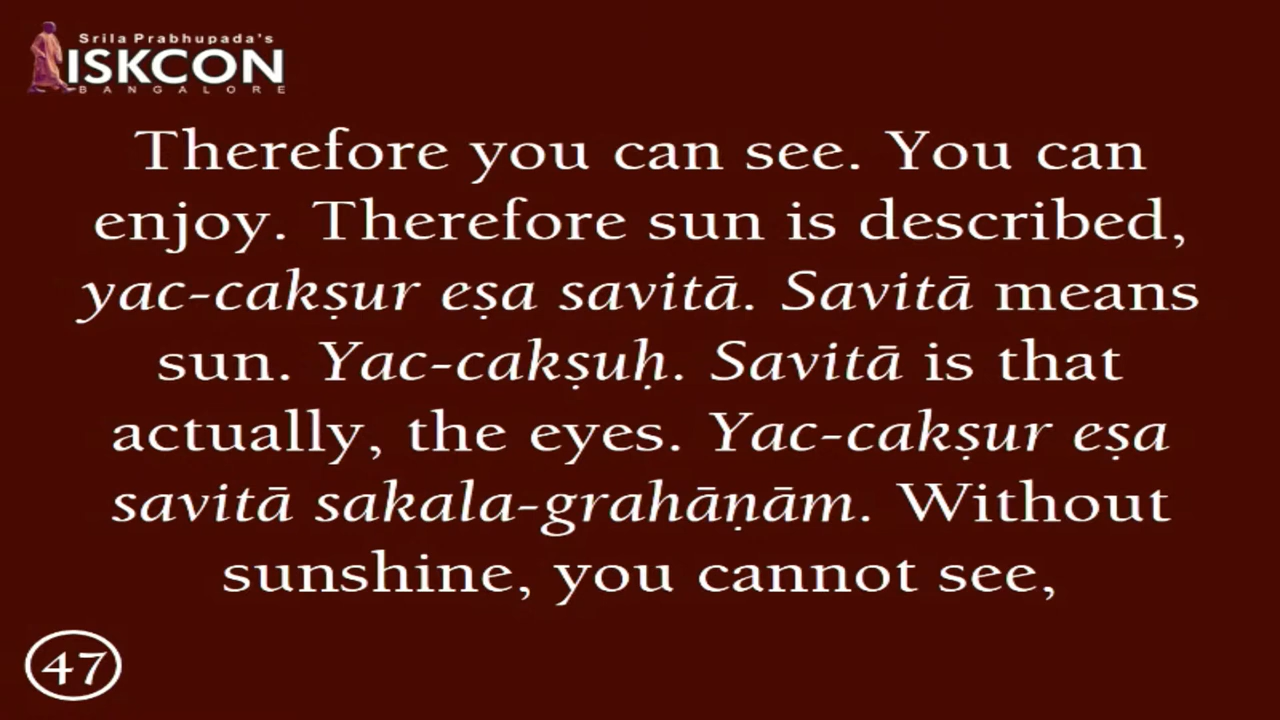 Srila Prabhupada's
ISKCON
BANGALORE
Therefore you can see. You can
enjoy. Therefore sun is described,
yac-cakṣur eṣa savitā. Savitā means
sun. Yac-cakṣuḥ. Savitā is that
actually, the eyes. Yac-cakṣur eṣa
savitā sakala-grahāṇām. Without
sunshine, you cannot see,
47